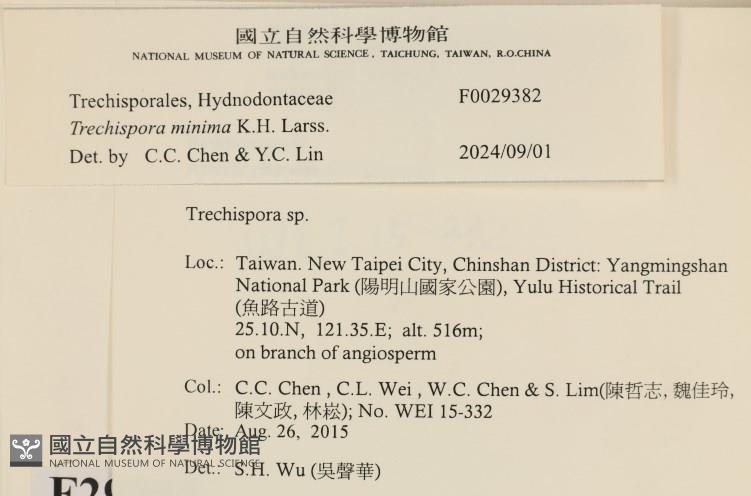 國立自然科學博物館
NATIONAL MUSEUM OF NATURAL SCIENCE, TAICHUNG, TAIWAN, R.O.CHINA
Trechisporales, Hydnodontaceae F0029382
Trechispora minima K.H. Larss.
Det. by C.C. Chen & Y.C. Lin 2024/09/01
Trechispora sp.
Loc.: Taiwan. New Taipei City, Chinshan District: Yangmingshan
National Park (陽明山國家公園), Yulu Historical Trail
(魚路古道)
25.10.N, 121.35.E; alt. 516m;
on branch of angiosperm
Col.: C.C. Chen , C.L. Wei , W.C. Chen & S. Lim(陳哲志, 魏佳玲,
陳文政, 林崧); No. WEI 15-332
Date: Aug. 26, 2015
Det.: S.H. Wu (吳聲華)
國立自然科學博物館
NATIONAL MUSEUM OF NATURAL SCIENCE